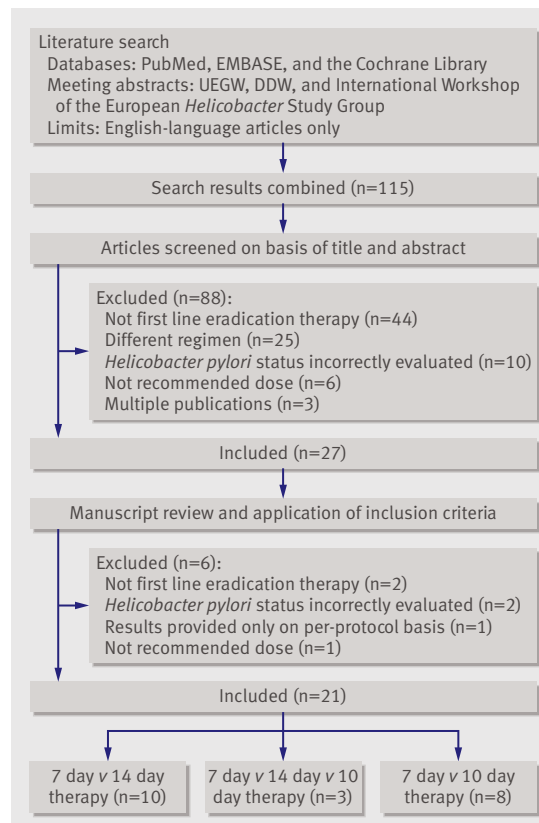 Literature search
Databases: PubMed, EMBASE, and the Cochrane Library
Meeting abstracts: UEGW, DDW, and International Workshop
of the European Helicobacter Study Group
Limits: English-language articles only
Search results combined (n=115)
Articles screened on basis of title and abstract
Excluded (n=88):
Not first line eradication therapy (n=44)
Different regimen (n=25)
Helicobacter pylori status incorrectly evaluated (n=10)
Not recommended dose (n=6)
Multiple publications (n=3)
Included (n=27)
Manuscript review and application of inclusion criteria
Excluded (n=6):
Not first line eradication therapy (n=2)
Helicobacter pylori status incorrectly evaluated (n=2)
Results provided only on per-protocol basis (n=1)
Not recommended dose (n=1)
Included (n=21)
7 day v 14 day
therapy (n=10)
7 day v 14 day v 10
day therapy (n=3)
7 day v 10 day
therapy (n=8)